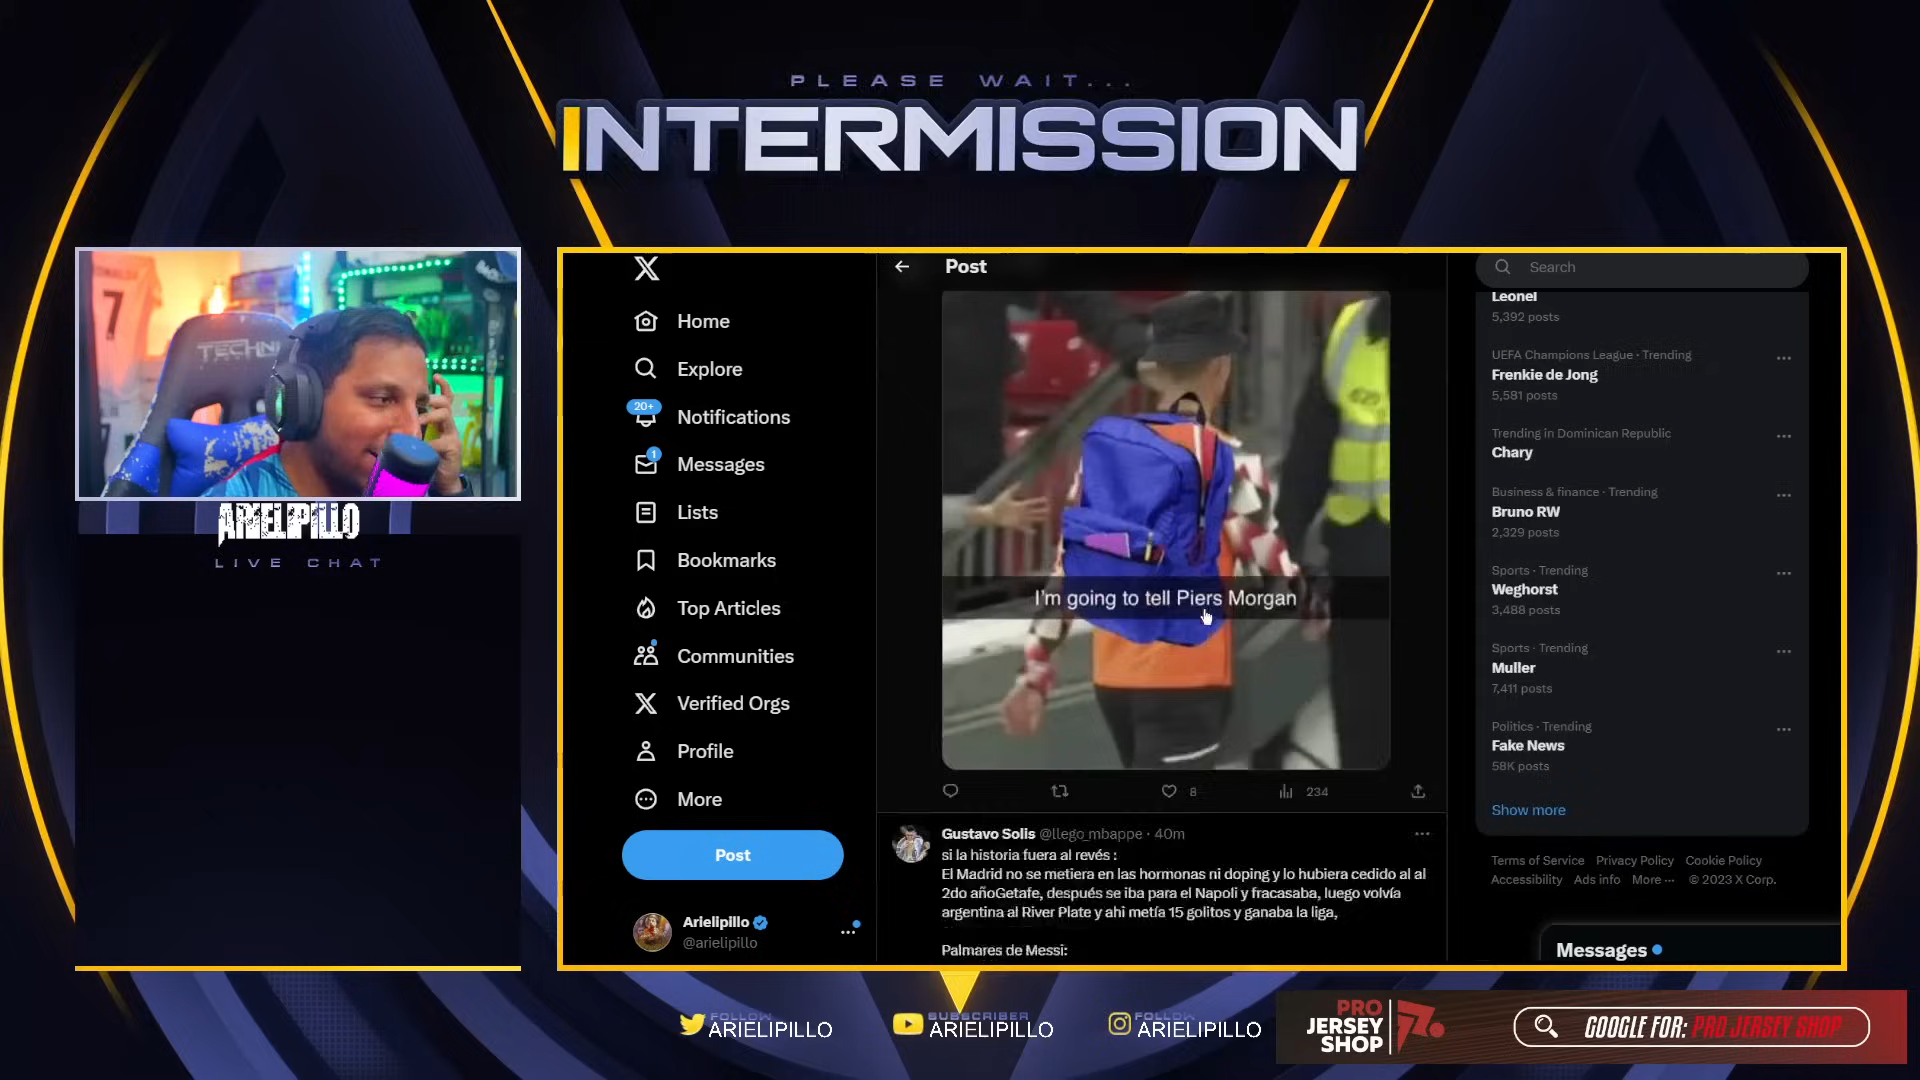 PLEASE WAIT...
INTERMISSION
7
TECHNI
ARIELIPILLO
LIVE CHAT
X
Home
Explore
20+
Notifications
1
Messages
Lists
Bookmarks
Top Articles
Communities
Verified Orgs
Profile
More
Post
Arielipillo
@arielipillo
Post
I'm going to tell Piers Morgan
8
234
Gustavo Solis @llego_mbappe · 40m
si la historia fuera al revés :
El Madrid no se metiera en las hormonas ni doping y lo hubiera cedido al al
2do añoGetafe, después se iba para el Napoli y fracasaba, luego volvía
argentina al River Plate y ahi metía 15 golitos y ganaba la liga,
Palmares de Messi:
Search
Leonel
5,392 posts
UEFA Champions League · Trending
Frenkie de Jong
5,581 posts
Trending in Dominican Republic
Chary
Business & finance · Trending
Bruno RW
2,329 posts
Sports · Trending
Weghorst
3,488 posts
Sports · Trending
Muller
7,411 posts
Politics · Trending
Fake News
58K posts
Show more
Terms of Service Privacy Policy Cookie Policy
Accessibility Ads info More ··· © 2023 X Corp.
Messages
FOLLOW
ARIELIPILLO
SUBSCRIBER
ARIELIPILLO
FOLLOW
ARIELIPILLO
PRO
JERSEY
SHOP
GOOGLE FOR: PRO JERSEY SHOP